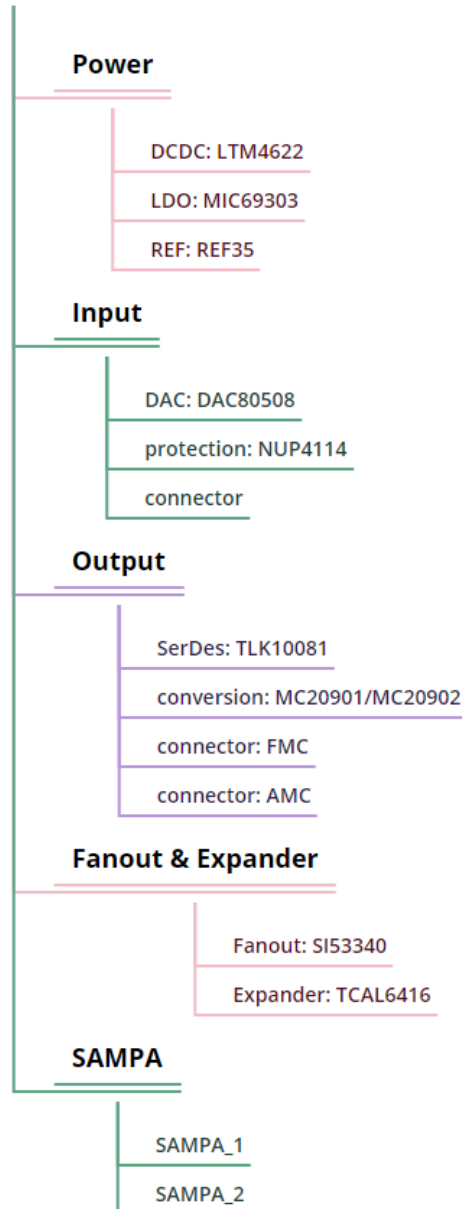 Power
DCDC: LTM4622
LDO: MIC69303
REF: REF35
Input
DAC: DAC80508
protection: NUP4114
connector
Output
SerDes: TLK10081
conversion: MC20901/MC20902
connector: FMC
connector: AMC
Fanout & Expander
Fanout: SI53340
Expander: TCAL6416
SAMPA
SAMPA_1
SAMPA_2